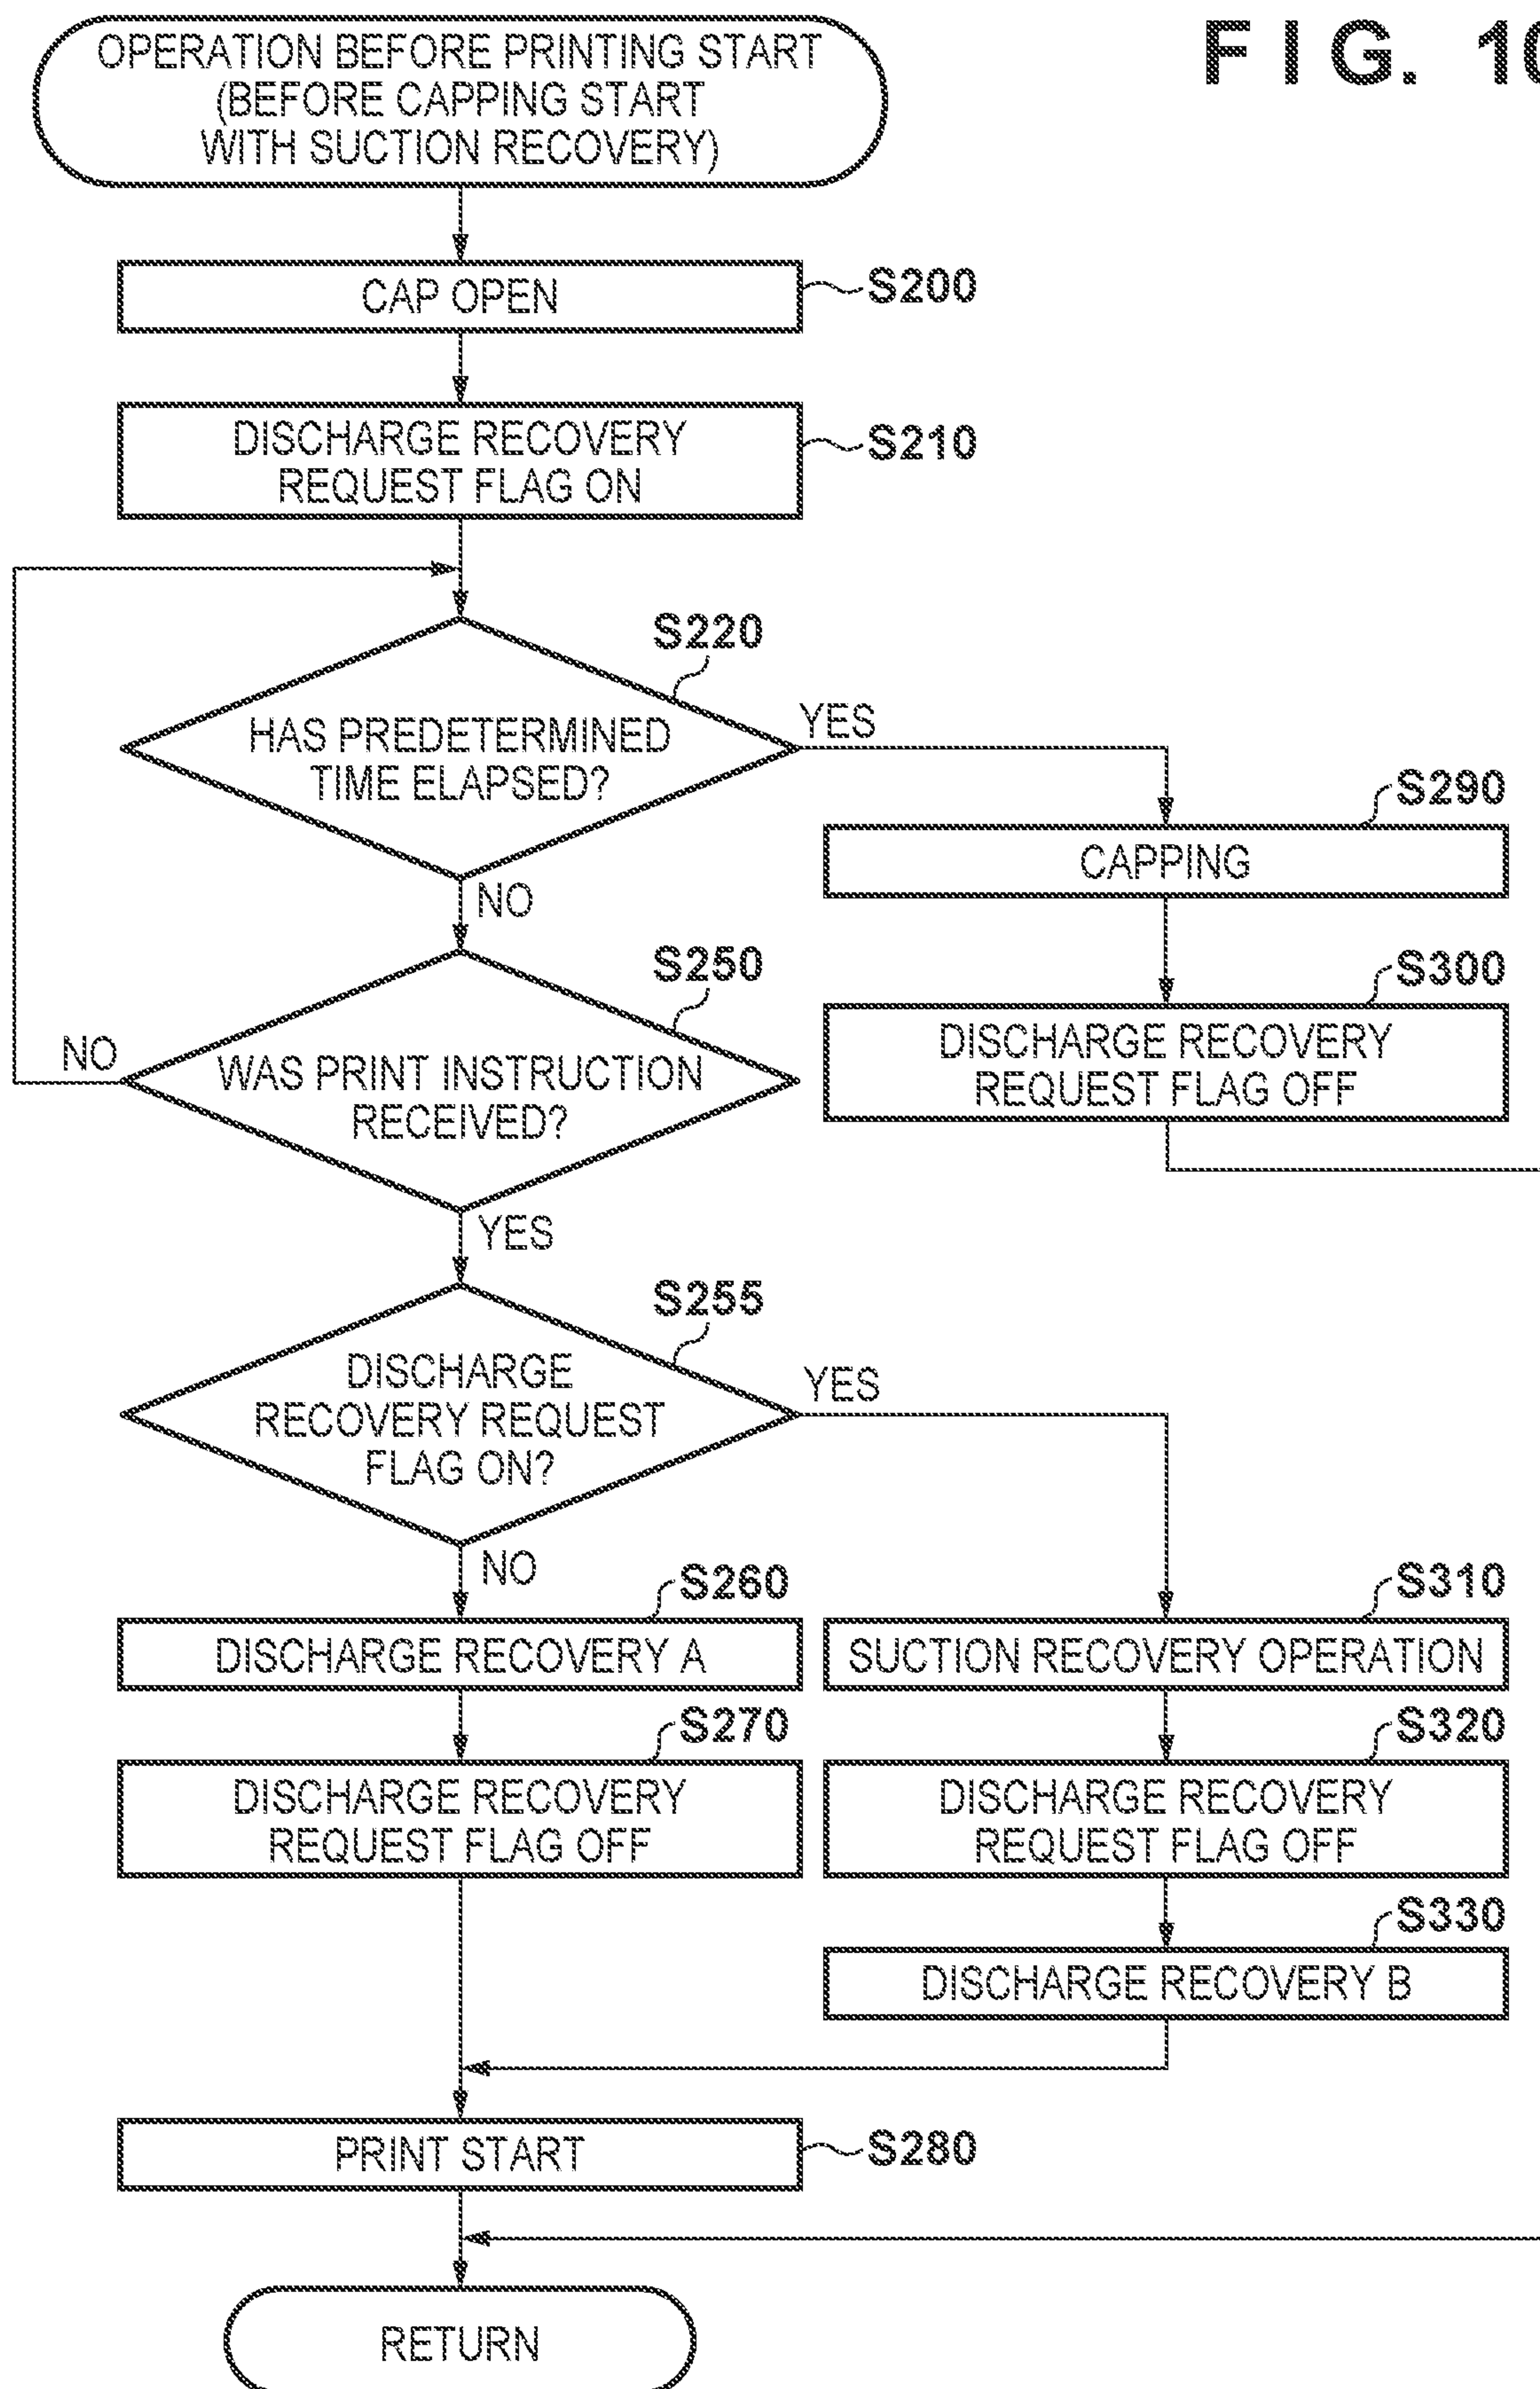 FIG. 10
OPERATION BEFORE PRINTING START
(BEFORE CAPPING START
WITH SUCTION RECOVERY)
CAP OPEN
S200
DISCHARGE RECOVERY
REQUEST FLAG ON
S210
S220
HAS PREDETERMINED
TIME ELAPSED?
YES
NO
S290
CAPPING
S300
DISCHARGE RECOVERY
REQUEST FLAG OFF
S250
WAS PRINT INSTRUCTION
RECEIVED?
NO
YES
S255
DISCHARGE
RECOVERY REQUEST
FLAG ON?
YES
NO
S260
DISCHARGE RECOVERY A
S270
DISCHARGE RECOVERY
REQUEST FLAG OFF
S310
SUCTION RECOVERY OPERATION
S320
DISCHARGE RECOVERY
REQUEST FLAG OFF
S330
DISCHARGE RECOVERY B
PRINT START
S280
RETURN